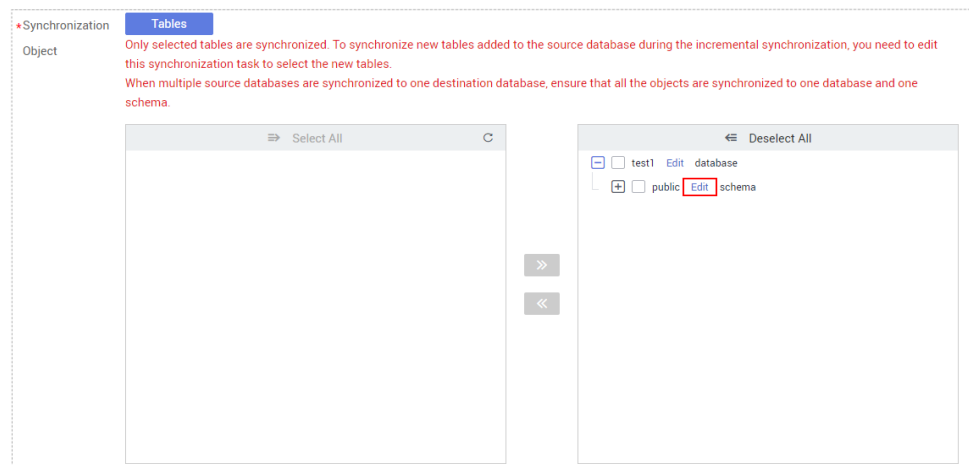 *Synchronization Tables
Object
Only selected tables are synchronized. To synchronize new tables added to the source database during the incremental synchronization, you need to edit
this synchronization task to select the new tables.
When multiple source databases are synchronized to one destination database, ensure that all the objects are synchronized to one database and one
schema.
Select All
Deselect All
test1 Edit database
public Edit schema